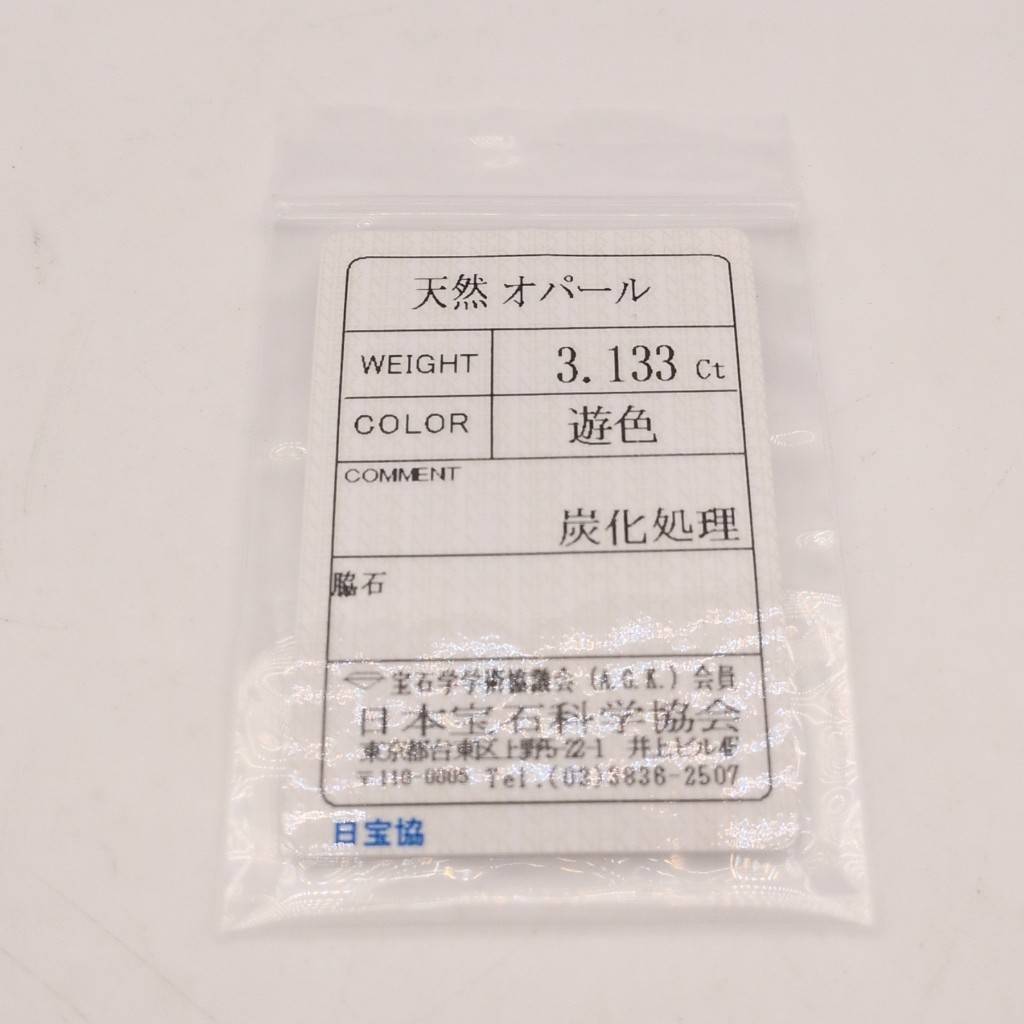 天然 オパール
WEIGHT 3.133 Ct
COLOR 遊色
COMMENT
炭化処理
脇石
宝石学学術協議会 (A.G.K.) 会員
日本宝石科学協会
東京都台東区上野5-22-1 井上ビル4F
〒110-0005 Tel.(03)3836-2507
日宝協